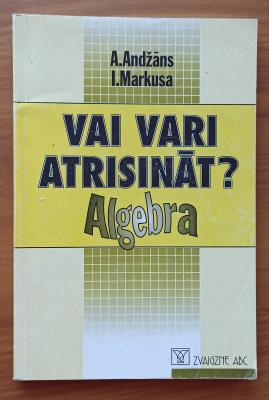 A.Andžāns
I.Markusa
VAI VARI
ATRISINĀT?
Algebra
ZVAIGZNE ABC